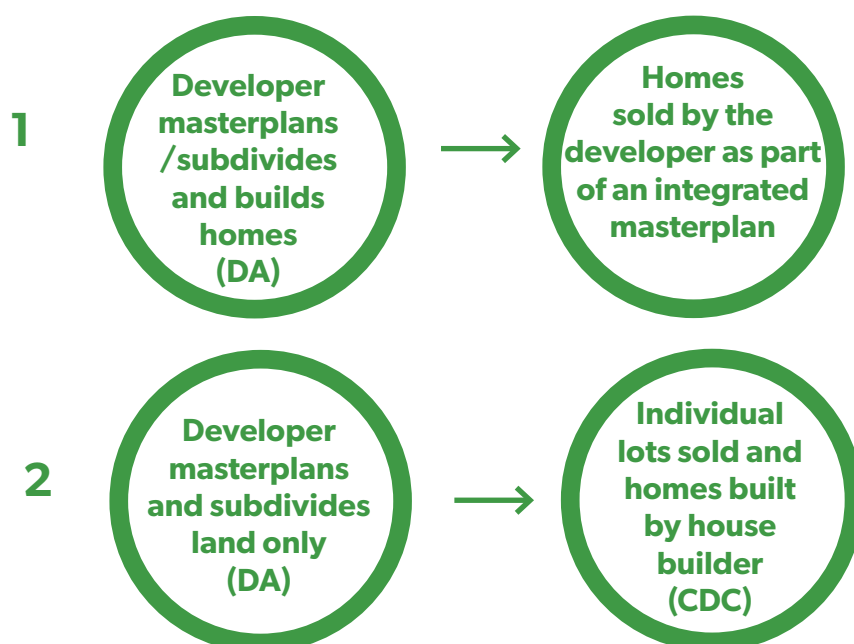 1
Developer
masterplans
/subdivides
and builds
homes
(DA)
Homes
sold by the
developer as part
of an integrated
masterplan
2
Developer
masterplans
and subdivides
land only
(DA)
Individual
lots sold and
homes built
by house
builder
(CDC)